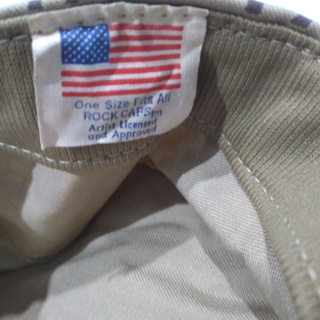 One Size Fits All
ROCK CAPStm
Artist Licensed
and Approved